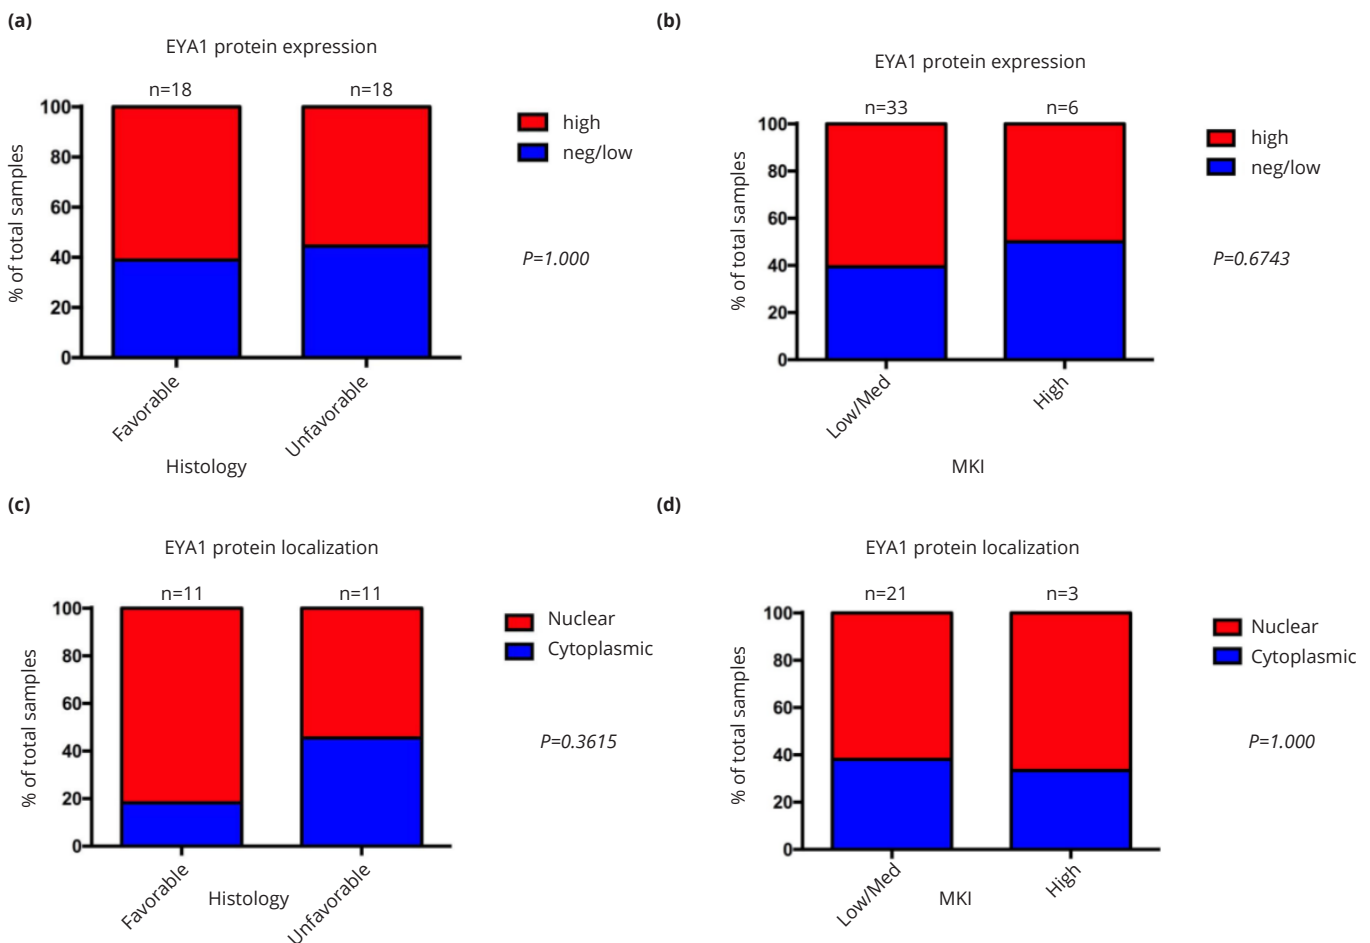 (a)
EYA1 protein expression
n=18
n=18
100
80
60
40
20
0
% of total samples
Favorable
Unfavorable
Histology
high
neg/low
P=1.000
(b)
EYA1 protein expression
n=33
n=6
100
80
60
40
20
0
% of total samples
Low/Med
High
MKI
high
neg/low
P=0.6743
(c)
EYA1 protein localization
n=11
n=11
100
80
60
40
20
0
% of total samples
Favorable
Unfavorable
Histology
Nuclear
Cytoplasmic
P=0.3615
(d)
EYA1 protein localization
n=21
n=3
100
80
60
40
20
0
% of total samples
Low/Med
High
MKI
Nuclear
Cytoplasmic
P=1.000